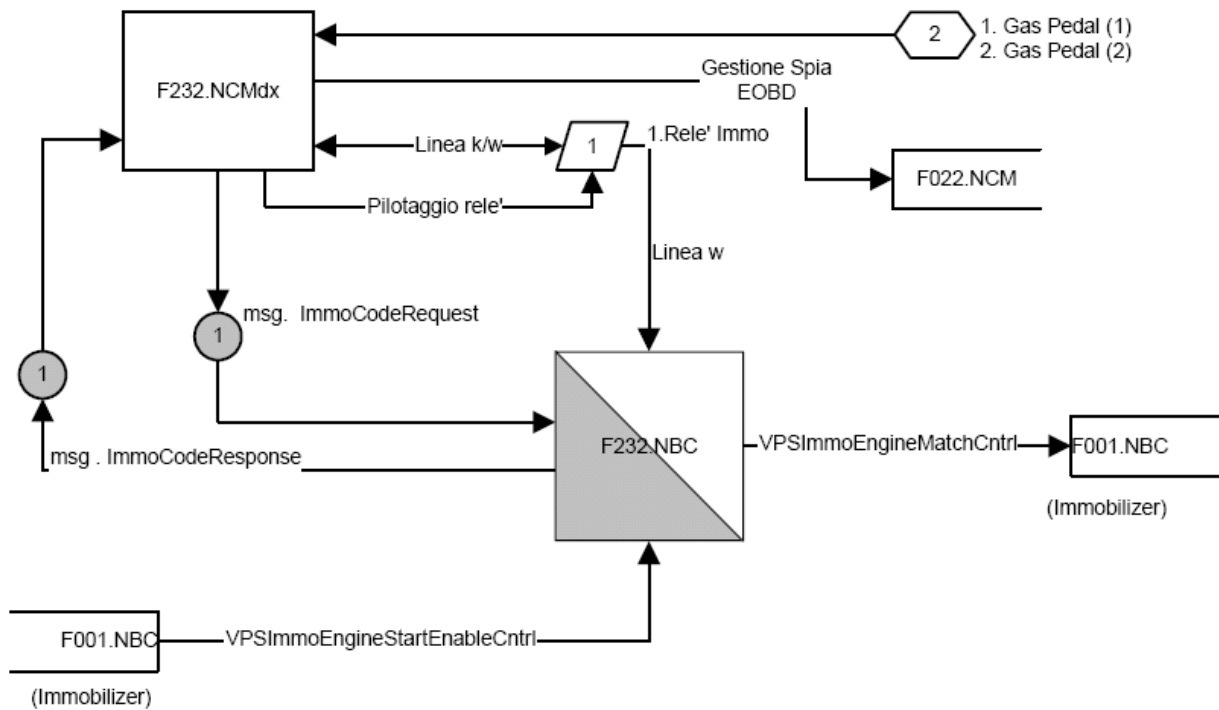 2
1. Gas Pedal (1)
2. Gas Pedal (2)
Gestione Spia
EOBD
F232.NCMdx
Linea k/w
1
1.Rele' Immo
F022.NCM
Pilotaggio rele'
Linea w
msg. ImmoCodeRequest
1
1
F232.NBC
VPSImmoEngineMatchCntrl
F001.NBC
msg . ImmoCodeResponse
(Immobilizer)
F001.NBC
VPSImmoEngineStartEnableCntrl
(Immobilizer)